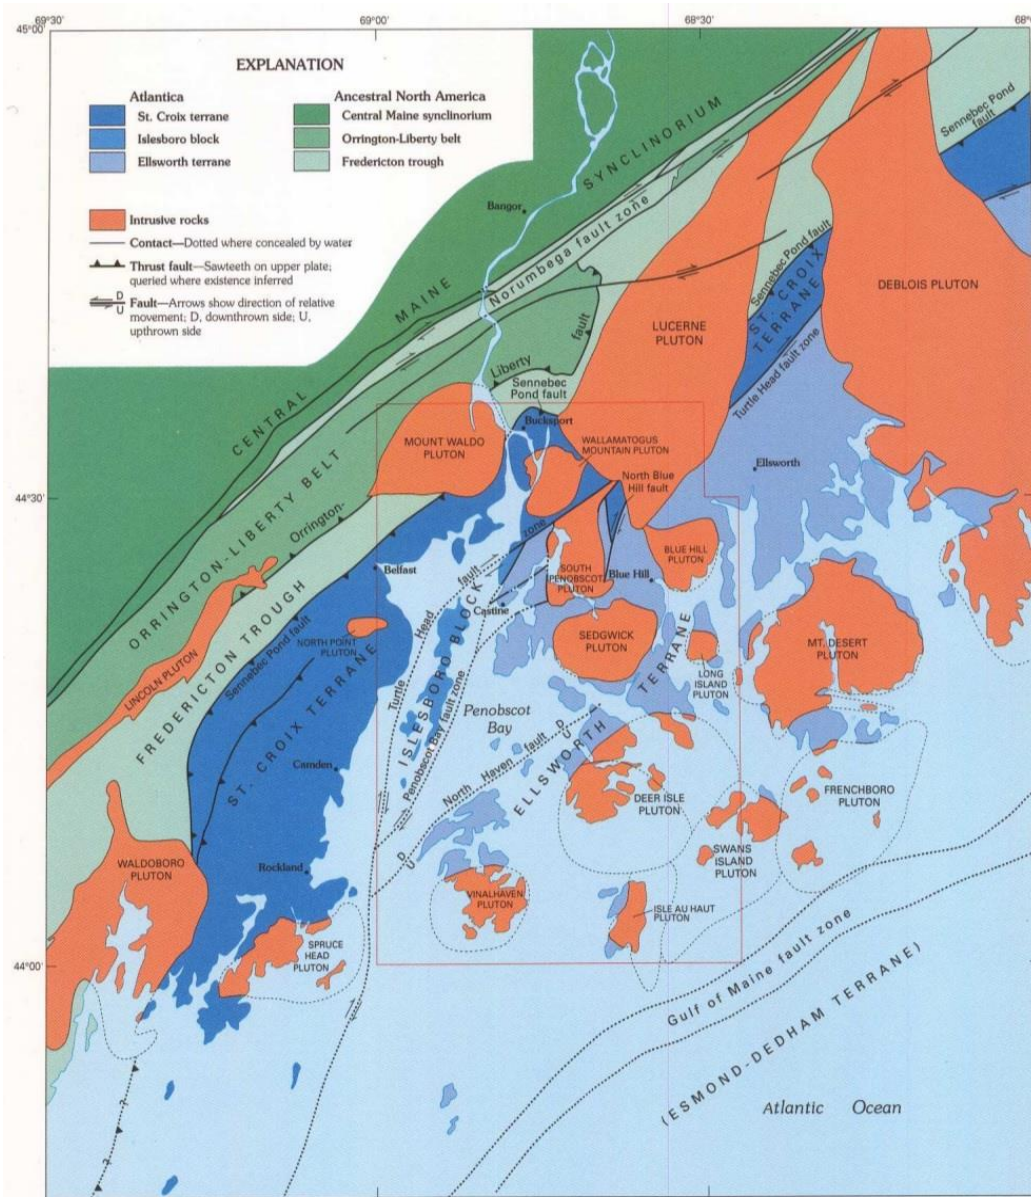 69°30'
69°00'
68°30'
68°
45°00'
EXPLANATION
Atlantica
St. Croix terrane
Islesboro block
Ellsworth terrane
Ancestral North America
Central Maine synclinorium
Orrington-Liberty belt
Fredericton trough
Intrusive rocks
Contact—Dotted where concealed by water
Thrust fault—Sawteeth on upper plate;
queried where existence inferred
D
U
Fault—Arrows show direction of relative
movement; D, downthrown side; U,
upthrown side
Sennebec Pond
fault
CENTRAL MAINE SYNCLINORIUM
Bangor
Norumbega fault zone
Sennebec Pond fault
ST. CROIX
TERRANE
DEBLOIS PLUTON
LUCERNE
PLUTON
Turtle Head fault zone
Liberty
fault
Sennebec
Pond fault
Bucksport
MOUNT WALDO
PLUTON
WALLAMATOGUS
MOUNTAIN PLUTON
Ellsworth
North Blue
Hill fault
44°30'
ORRINGTON-LIBERTY BELT
Orrington-
zone
BLUE HILL
PLUTON
Belfast
fault
SOUTH
PENOBSCOT
PLUTON
Blue Hill
Castine
Head
Turtle
FREDERICTON TROUGH
Sennebec Pond fault
NORTH POINT
PLUTON
LINCOLN PLUTON
ISLESBORO BLOCK
SEDGWICK
PLUTON
TERRANE
LONG
ISLAND
PLUTON
MT. DESERT
PLUTON
ST. CROIX TERRANE
Penobscot
Bay
Penobscot Bay fault zone
North Haven fault
D
U
ELLSWORTH
Camden
DEER ISLE
PLUTON
FRENCHBORO
PLUTON
SWANS
ISLAND
PLUTON
D
U
WALDOBORO
PLUTON
Rockland
VINALHAVEN
PLUTON
ISLE AU HAUT
PLUTON
SPRUCE
HEAD
PLUTON
44°00'
Gulf of Maine fault zone
(ESMOND-DEDHAM TERRANE)
Atlantic Ocean
?
?